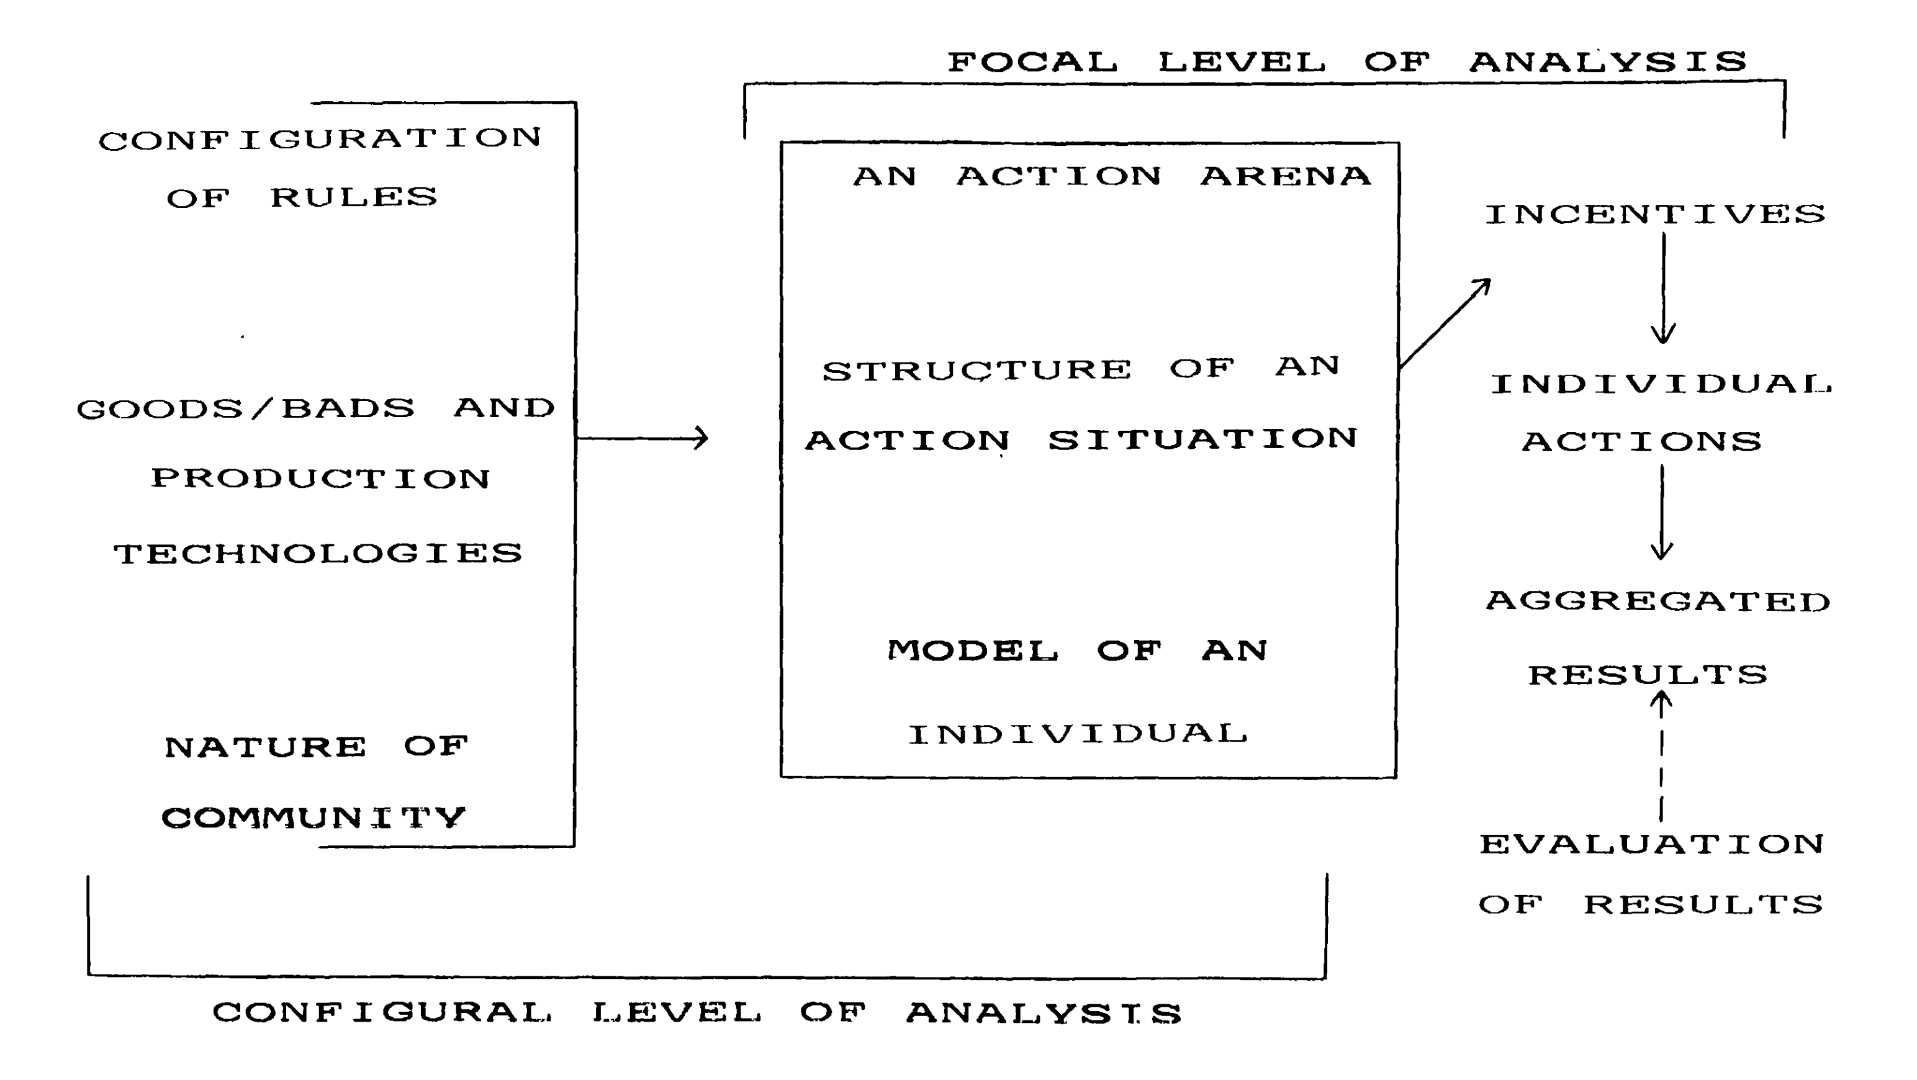 FOCAL LEVEL OF ANALYSIS
CONFIGURATION
OF RULES
GOODS/BADS AND
PRODUCTION
TECHNOLOGIES
NATURE OF
COMMUNITY
AN ACTION ARENA
STRUCTURE OF AN
ACTION SITUATION
MODEL OF AN
INDIVIDUAL
INCENTIVES
INDIVIDUAL
ACTIONS
AGGREGATED
RESULTS
EVALUATION
OF RESULTS
CONFIGURAL LEVEL OF ANALYSIS